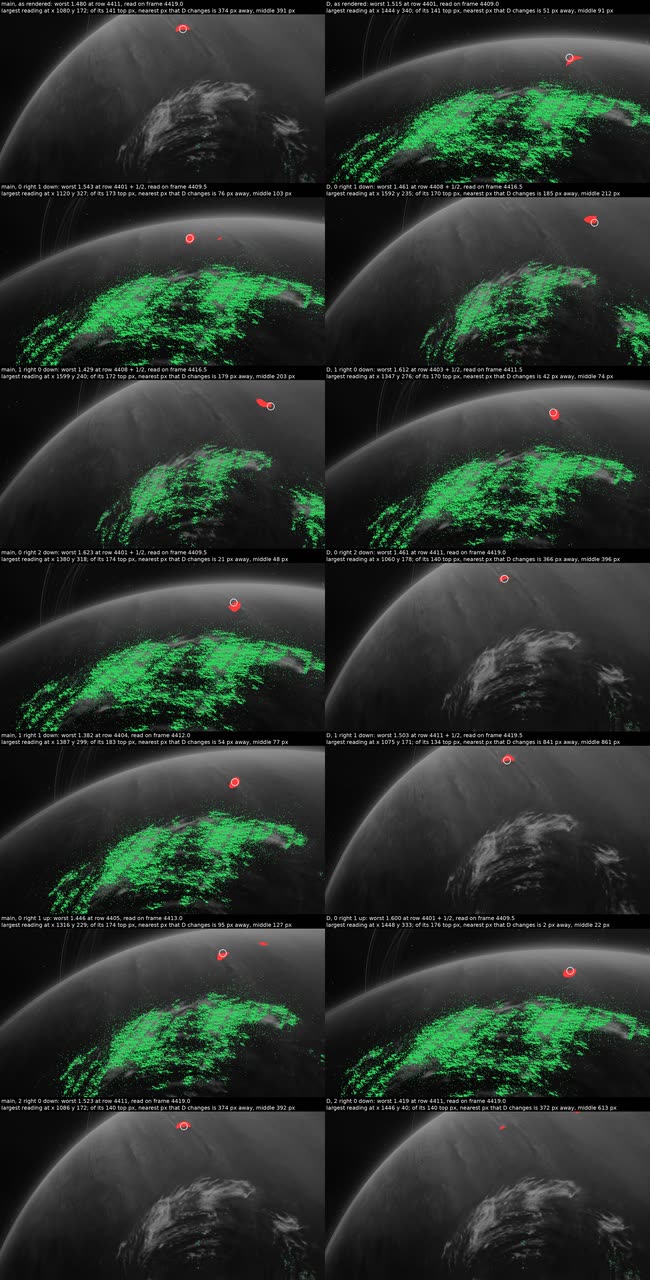 main, as rendered: worst 1.480 at row 4411, read on frame 4419.0
largest reading at x 1080 y 172; of its 141 top px, nearest px that D changes is 374 px away, middle 391 px
D, as rendered: worst 1.515 at row 4401, read on frame 4409.0
largest reading at x 1444 y 340; of its 141 top px, nearest px that D changes is 51 px away, middle 91 px
main, 0 right 1 down: worst 1.543 at row 4401 + 1/2, read on frame 4409.5
largest reading at x 1120 y 327; of its 173 top px, nearest px that D changes is 76 px away, middle 103 px
D, 0 right 1 down: worst 1.461 at row 4408 + 1/2, read on frame 4416.5
largest reading at x 1592 y 235; of its 170 top px, nearest px that D changes is 185 px away, middle 212 px
main, 1 right 0 down: worst 1.429 at row 4408 + 1/2, read on frame 4416.5
largest reading at x 1599 y 240; of its 172 top px, nearest px that D changes is 179 px away, middle 203 px
D, 1 right 0 down: worst 1.612 at row 4403 + 1/2, read on frame 4411.5
largest reading at x 1347 y 276; of its 170 top px, nearest px that D changes is 42 px away, middle 74 px
main, 0 right 2 down: worst 1.623 at row 4401 + 1/2, read on frame 4409.5
largest reading at x 1380 y 318; of its 174 top px, nearest px that D changes is 21 px away, middle 48 px
D, 0 right 2 down: worst 1.461 at row 4411, read on frame 4419.0
largest reading at x 1060 y 178; of its 140 top px, nearest px that D changes is 366 px away, middle 396 px
main, 1 right 1 down: worst 1.382 at row 4404, read on frame 4412.0
largest reading at x 1387 y 299; of its 183 top px, nearest px that D changes is 54 px away, middle 77 px
D, 1 right 1 down: worst 1.503 at row 4411 + 1/2, read on frame 4419.5
largest reading at x 1075 y 171; of its 134 top px, nearest px that D changes is 841 px away, middle 861 px
main, 0 right 1 up: worst 1.446 at row 4405, read on frame 4413.0
largest reading at x 1316 y 229; of its 174 top px, nearest px that D changes is 95 px away, middle 127 px
D, 0 right 1 up: worst 1.600 at row 4401 + 1/2, read on frame 4409.5
largest reading at x 1448 y 333; of its 176 top px, nearest px that D changes is 2 px away, middle 22 px
main, 2 right 0 down: worst 1.523 at row 4411, read on frame 4419.0
largest reading at x 1086 y 172; of its 140 top px, nearest px that D changes is 374 px away, middle 392 px
D, 2 right 0 down: worst 1.419 at row 4411, read on frame 4419.0
largest reading at x 1446 y 40; of its 140 top px, nearest px that D changes is 372 px away, middle 613 px